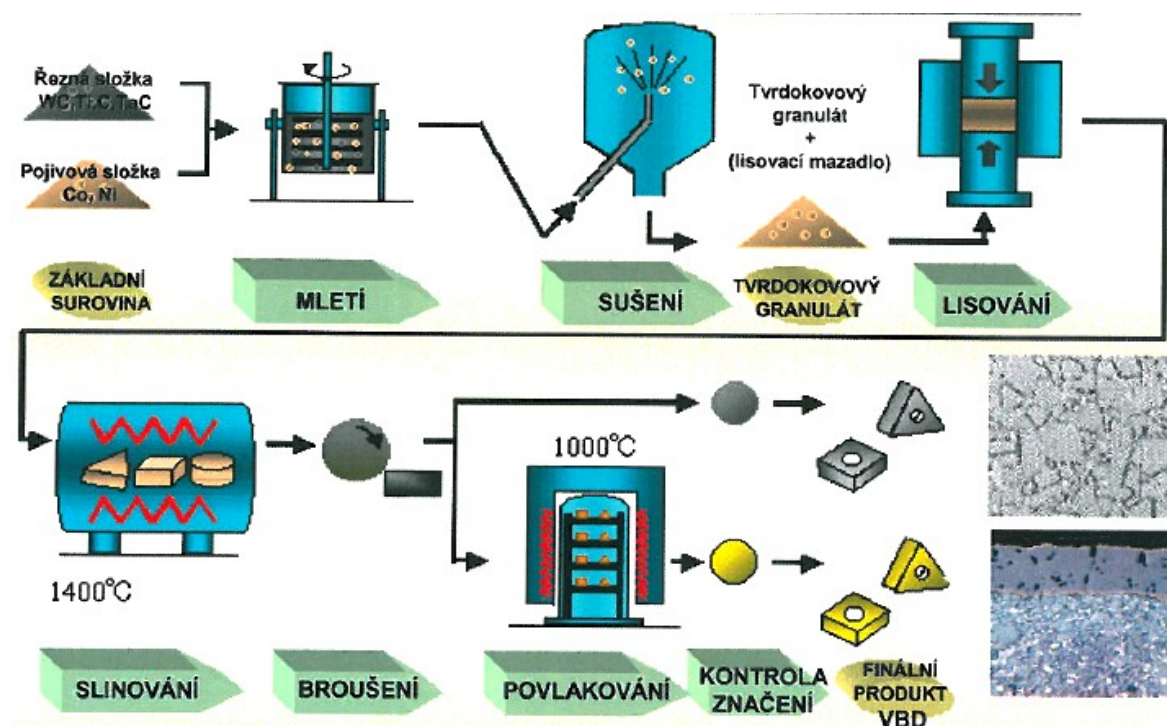 Řezná složka
WC,TiC,TaC
Pojivová složka
Co, Ni
Tvrdokovový
granulát
+
(lisovací mazadlo)
ZÁKLADNÍ
SUROVINA
MLETÍ
SUŠENÍ
TVRDOKOVOVÝ
GRANULÁT
LISOVÁNÍ
1400°C
1000°C
SLINOVÁNÍ
BROUŠENÍ
POVLAKOVÁNÍ
KONTROLA
ZNAČENÍ
FINÁLNÍ
PRODUKT
VBD